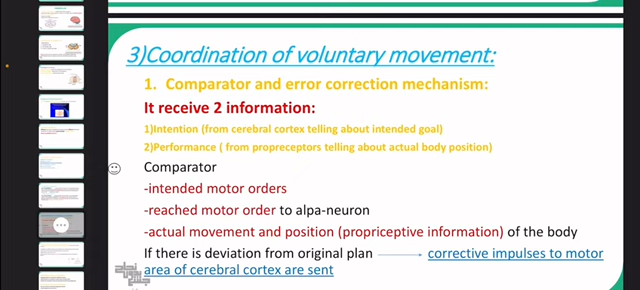 3)Coordination of voluntary movement:
1. Comparator and error correction mechanism:
It receive 2 information:
1)Intention (from cerebral cortex telling about intended goal)
2)Performance ( from propreceptors telling about actual body position)
Comparator
-intended motor orders
-reached motor order to alpa-neuron
-actual movement and position (propriceptive information) of the body
If there is deviation from original plan corrective impulses to motor
area of cerebral cortex are sent